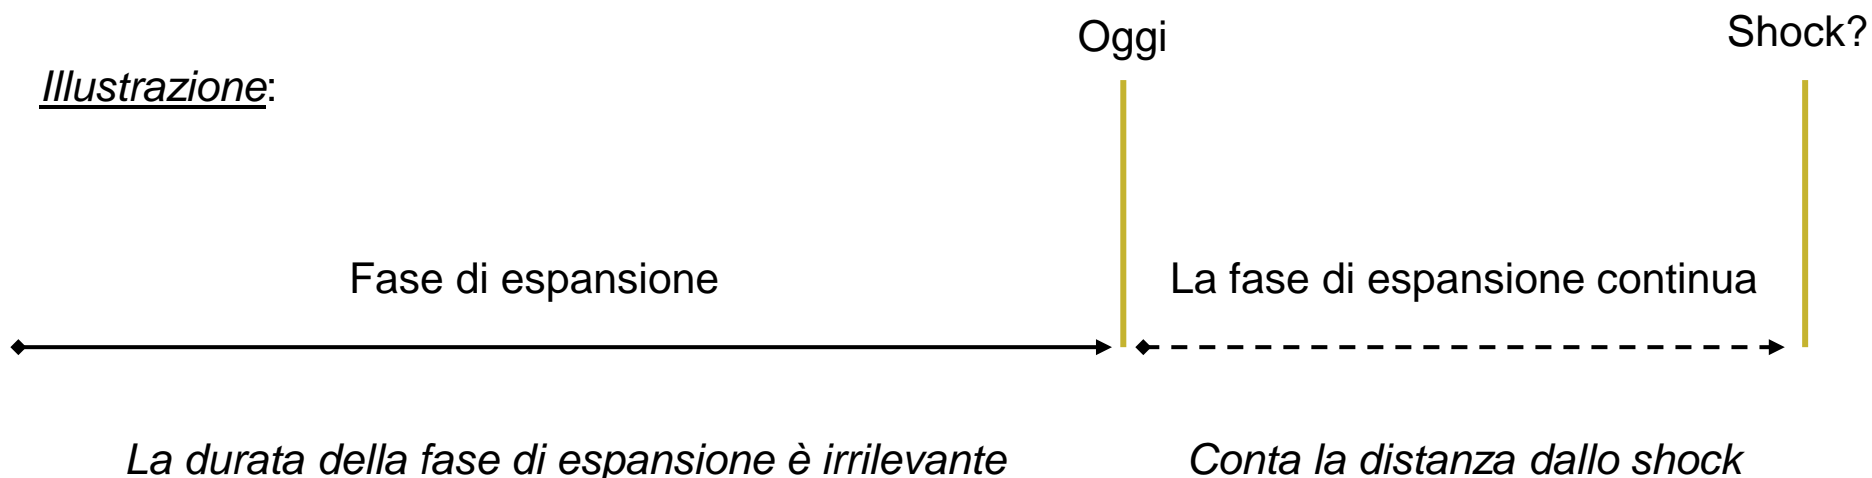 Oggi
Shock?
Illustrazione:
Fase di espansione
La fase di espansione continua
La durata della fase di espansione è irrilevante
Conta la distanza dallo shock